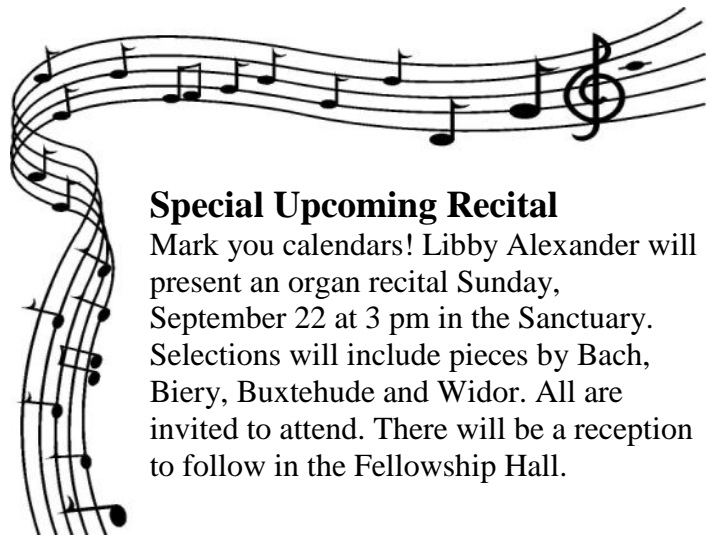 Special Upcoming Recital
Mark you calendars! Libby Alexander will
present an organ recital Sunday,
September 22 at 3 pm in the Sanctuary.
Selections will include pieces by Bach,
Biery, Buxtehude and Widor. All are
invited to attend. There will be a reception
to follow in the Fellowship Hall.